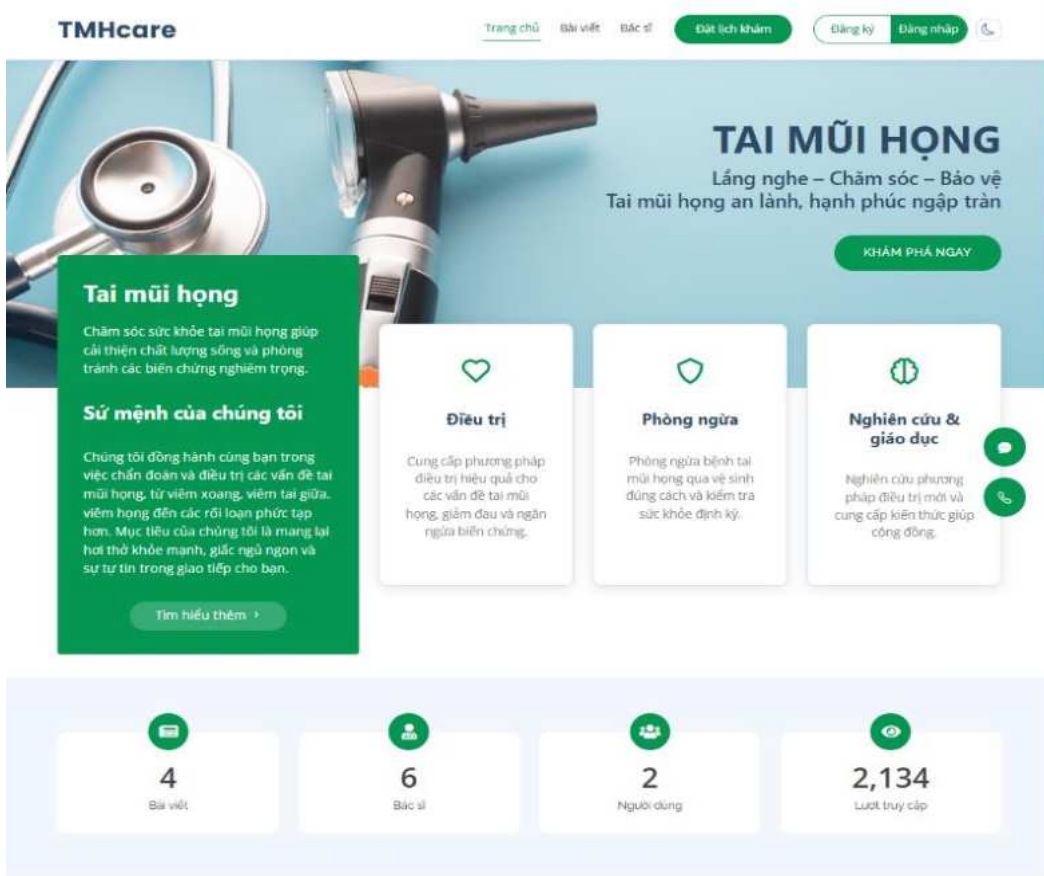 TMHcare
Trang chủ
Bài viết
Bác sĩ
Đặt lịch khám
Đăng ký
Đăng nhập
TAI MŨI HỌNG
Lắng nghe – Chăm sóc – Bảo vệ
Tai mũi họng an lành, hạnh phúc ngập tràn
KHÁM PHÁ NGAY
Tai mũi họng
Chăm sóc sức khỏe tai mũi họng giúp
cải thiện chất lượng sống và phòng
tránh các biến chứng nghiêm trọng.
Sứ mệnh của chúng tôi
Chúng tôi đồng hành cùng bạn trong
việc chẩn đoán và điều trị các vấn đề tai
mũi họng, từ viêm xoang, viêm tai giữa,
viêm họng đến các rối loạn phức tạp
hơn. Mục tiêu của chúng tôi là mang lại
hơi thở khỏe mạnh, giấc ngủ ngon và
sự tự tin trong giao tiếp cho bạn.
Tìm hiểu thêm
Điều trị
Cung cấp phương pháp
điều trị hiệu quả cho
các vấn đề tai mũi
họng, giảm đau và ngăn
ngừa biến chứng.
Phòng ngừa
Phòng ngừa bệnh tai
mũi họng qua vệ sinh
đúng cách và kiểm tra
sức khỏe định kỳ.
Nghiên cứu &
giáo dục
Nghiên cứu phương
pháp điều trị mới và
cung cấp kiến thức giúp
cộng đồng.
4
Bài viết
6
Bác sĩ
2
Người dùng
2,134
Lượt truy cập